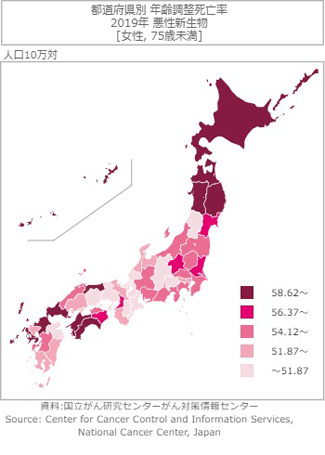 都道府県別 年齢調整死亡率
2019年 悪性新生物
[女性, 75歳未満]
人口10万対
58.62～
56.37～
54.12～
51.87～
～51.87
資料:国立がん研究センターがん対策情報センター
Source: Center for Cancer Control and Information Services,
National Cancer Center, Japan